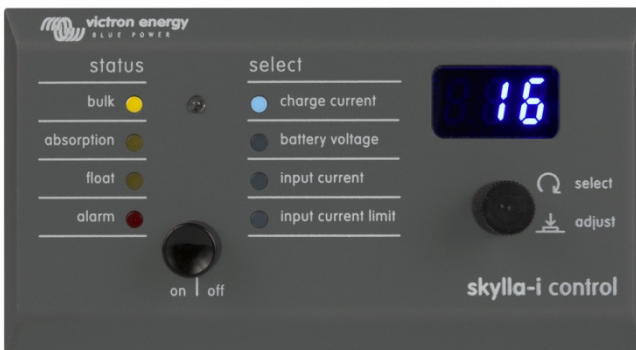 victron energy
BLUE POWER
status
select
bulk
charge current
16
absorption
battery voltage
float
input current
select
alarm
input current limit
adjust
on | off
skylla-i control